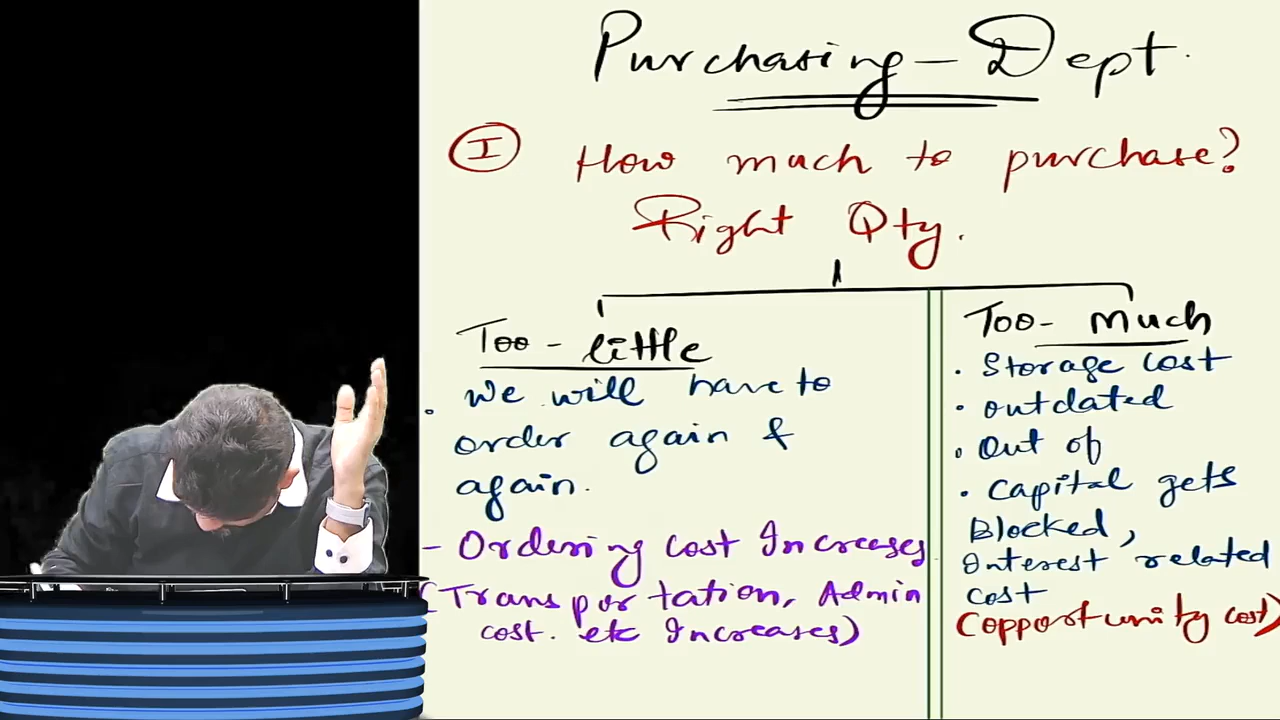 Purchasing - Dept.
I How much to purchase?
Right Qty.
Too - little
• We will have to
order again &
again.
- Ordering cost Increases
(Transportation, Admin
cost. etc Increases)
Too - Much
• Storage cost
• outdated
• Out of
• Capital gets
Blocked,
Interest related
cost
(opportunity cost)